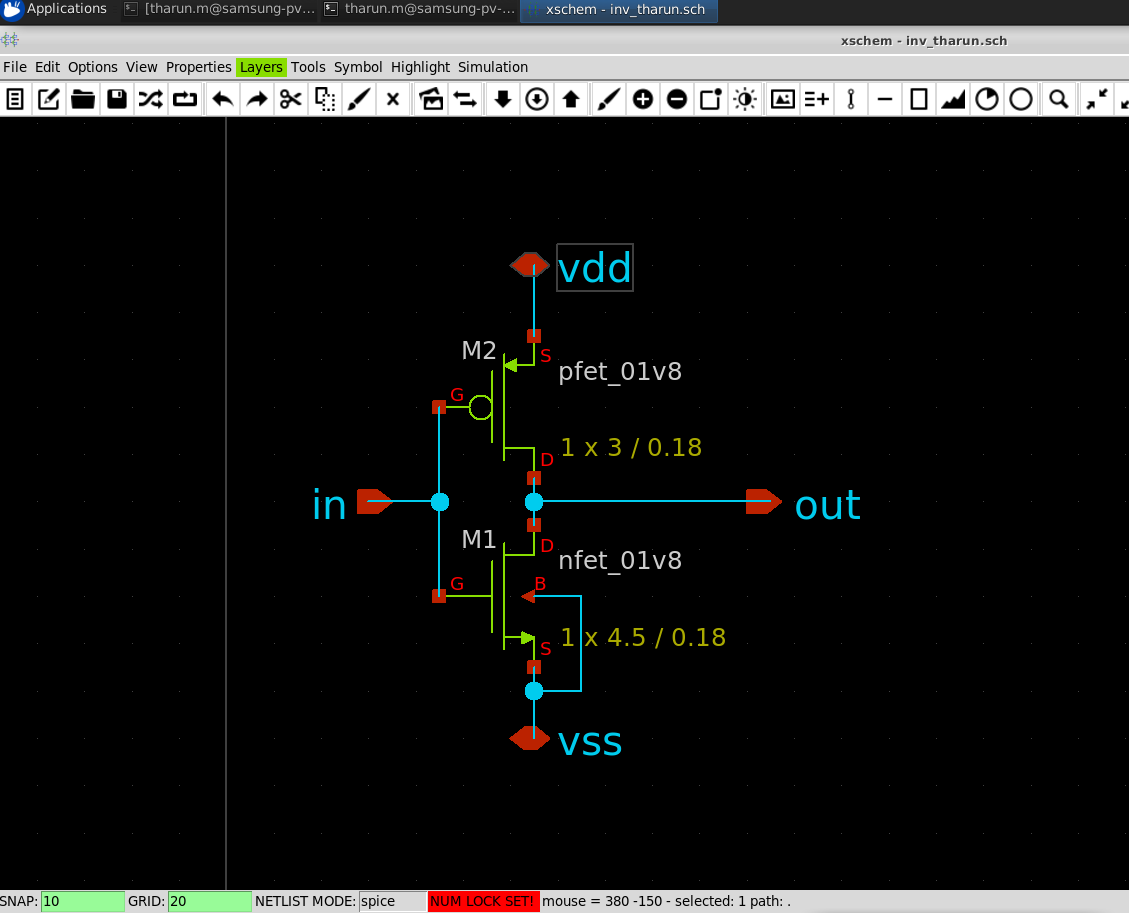 Applications
[tharun.m@samsung-pv...
tharun.m@samsung-pv-...
xschem - inv_tharun.sch
xschem - inv_tharun.sch
File Edit Options View Properties Layers Tools Symbol Highlight Simulation
vdd
M2
S
pfet_01v8
G
1 x 3 / 0.18
D
in
out
M1
D
nfet_01v8
G
B
1 x 4.5 / 0.18
S
vss
SNAP: 10 GRID: 20 NETLIST MODE: spice NUM LOCK SET! mouse = 380 -150 - selected: 1 path: .